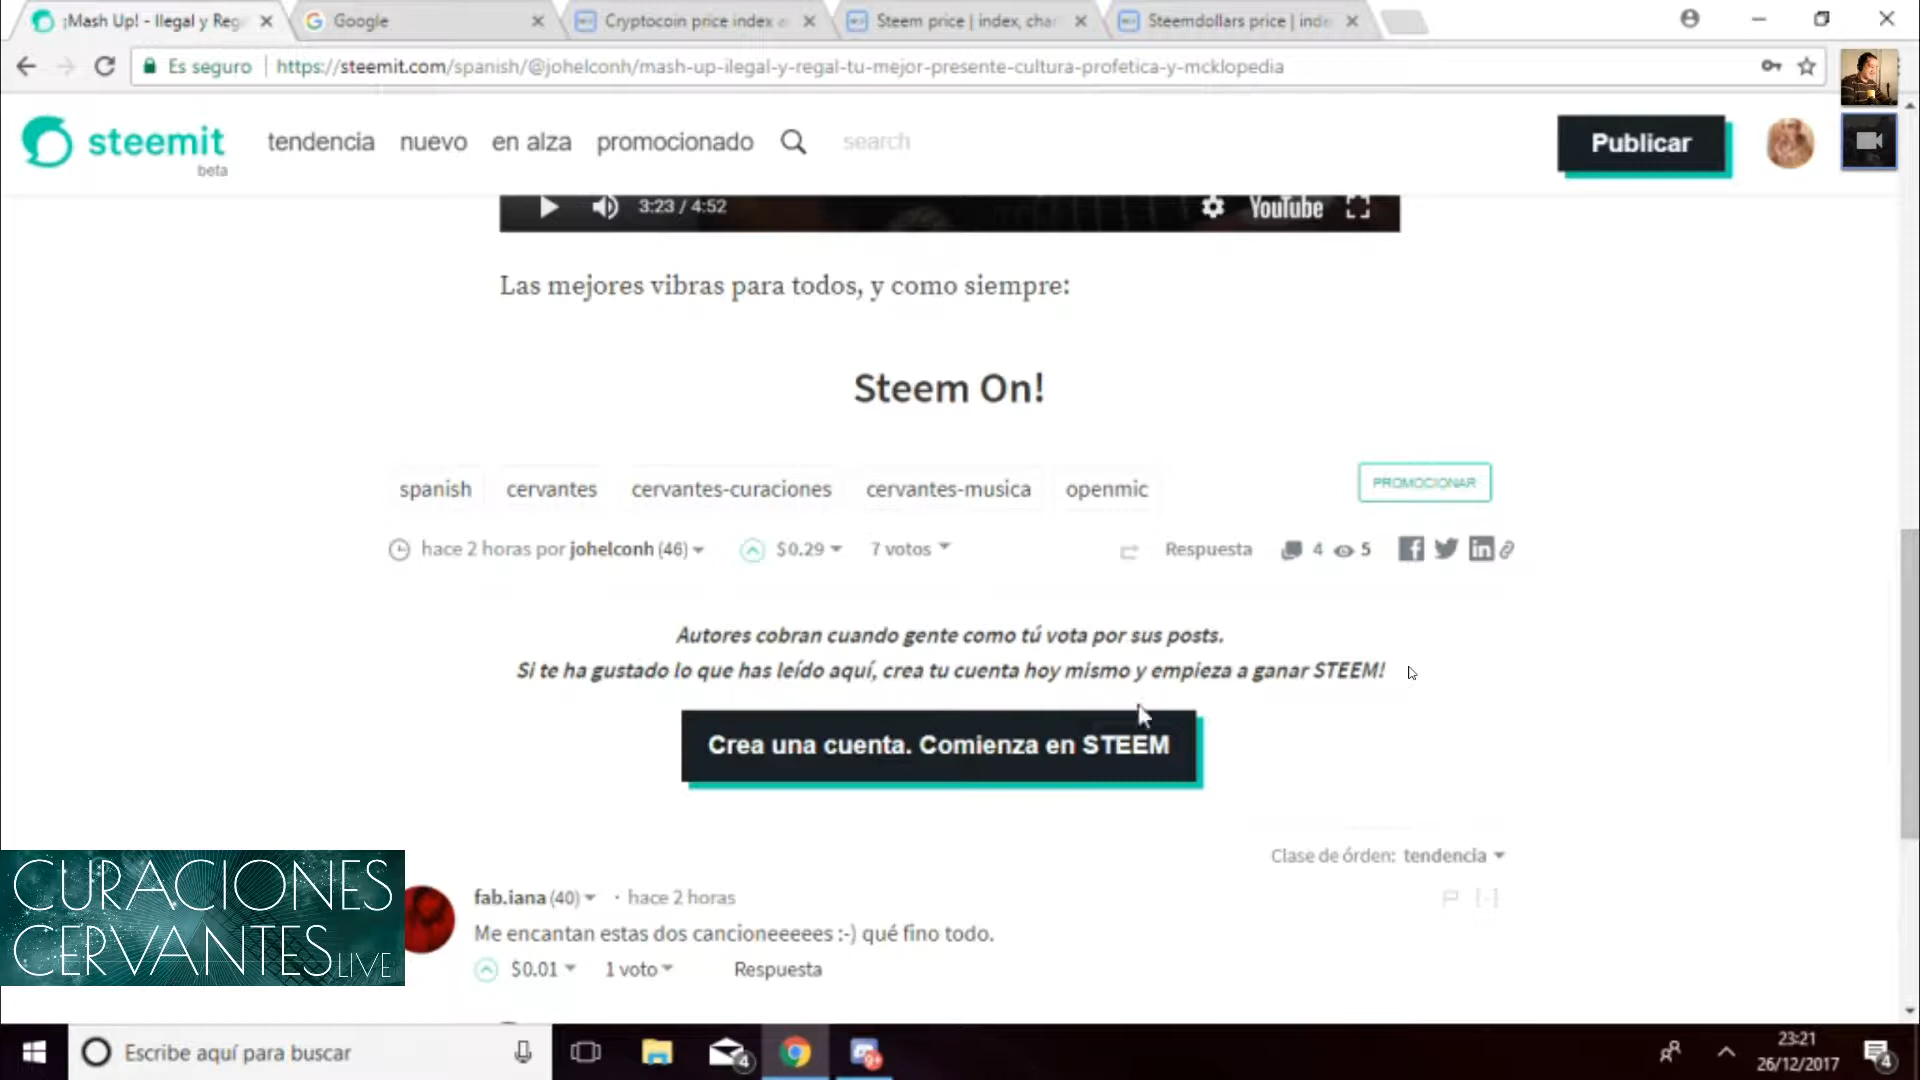 ¡Mash Up! - Ilegal y Reg
Google
Cryptocoin price index
Steem price | index, cha
Steemdollars price | ind
Es seguro
https://steemit.com/spanish/@johelconh/mash-up-ilegal-y-regal-tu-mejor-presente-cultura-profetica-y-mcklopedia
steemit
beta
tendencia
nuevo
en alza
promocionado
search
Publicar
3:23 / 4:52
YouTube
Las mejores vibras para todos, y como siempre:
Steem On!
spanish
cervantes
cervantes-curaciones
cervantes-musica
openmic
PROMOCIONAR
hace 2 horas por johelconh (46)
$0.29
7 votos
Respuesta
4
5
Autores cobran cuando gente como tú vota por sus posts.
Si te ha gustado lo que has leído aquí, crea tu cuenta hoy mismo y empieza a ganar STEEM!
Crea una cuenta. Comienza en STEEM
Clase de órden: tendencia
fab.iana (40) · hace 2 horas
[-]
Me encantan estas dos cancioneeeees :-) qué fino todo.
$0.01
1 voto
Respuesta
CURACIONES
CERVANTES LIVE
Escribe aquí para buscar
4
9+
23:21
26/12/2017
4